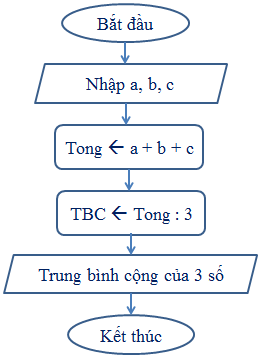 Bắt đầu
Nhập a, b, c
Tong ← a + b + c
TBC ← Tong : 3
Trung bình cộng của 3 số
Kết thúc